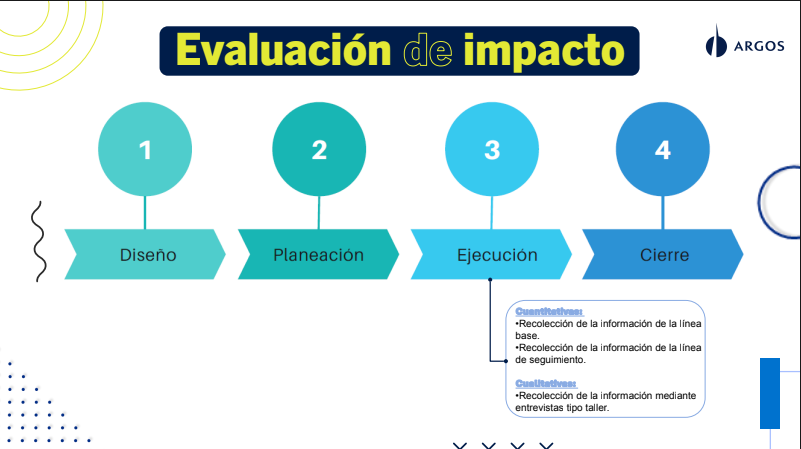 Evaluación de impacto
ARGOS
1
2
3
4
Diseño
Planeación
Ejecución
Cierre
Cuantitativas:
•Recolección de la información de la línea
base.
•Recolección de la información de la línea
de seguimiento.
Cualitativas:
•Recolección de la información mediante
entrevistas tipo taller.